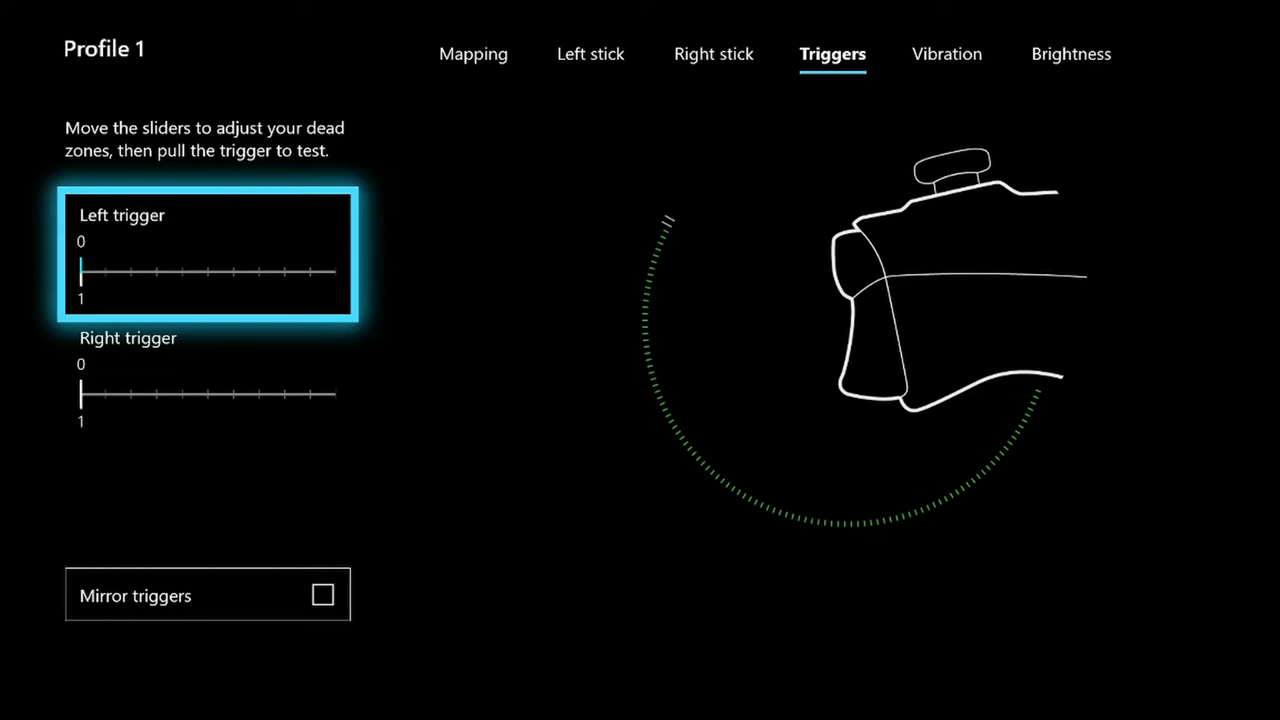 Profile 1
Mapping
Left stick
Right stick
Triggers
Vibration
Brightness
Move the sliders to adjust your dead
zones, then pull the trigger to test.
Left trigger
0
1
Right trigger
0
1
Mirror triggers